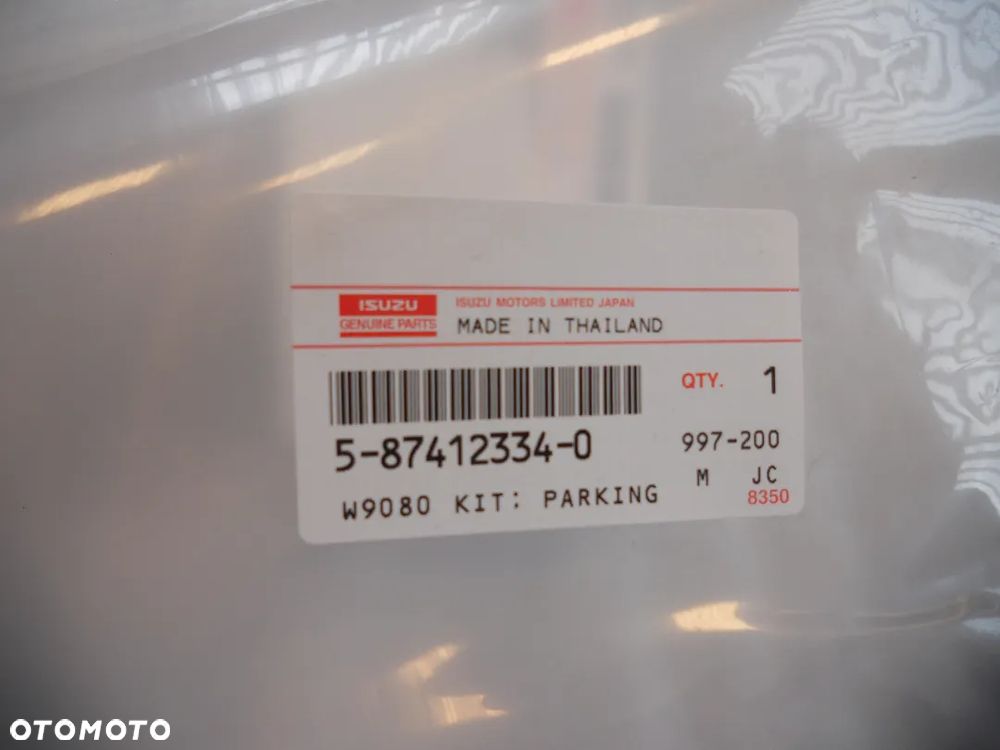 ISUZU
GENUINE PARTS
ISUZU MOTORS LIMITED JAPAN
MADE IN THAILAND
QTY. 1
5-87412334-0
997-200
M JC
W9080 KIT: PARKING
8350
OTOMOTO